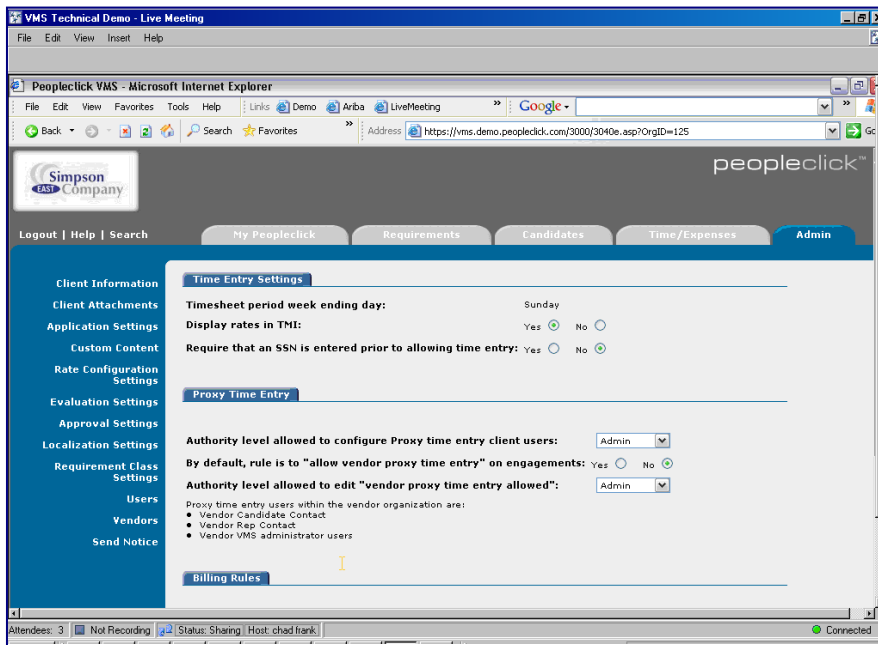 VMS Technical Demo - Live Meeting
File Edit View Insert Help
Peopleclick VMS - Microsoft Internet Explorer
File Edit View Favorites Tools Help Links Demo Ariba LiveMeeting » Google »
Back Search Favorites » Address https://vms.demo.peopleclick.com/3000/3040e.asp?OrgID=125 Go
Simpson
EAST Company
peopleclick™
Logout | Help | Search My Peopleclick Requirements Candidates Time/Expenses Admin
Client Information
Client Attachments
Application Settings
Custom Content
Rate Configuration
Settings
Evaluation Settings
Approval Settings
Localization Settings
Requirement Class
Settings
Users
Vendors
Send Notice
Time Entry Settings
Timesheet period week ending day: Sunday
Display rates in TMI: Yes No
Require that an SSN is entered prior to allowing time entry: Yes No
Proxy Time Entry
Authority level allowed to configure Proxy time entry client users: Admin
By default, rule is to "allow vendor proxy time entry" on engagements: Yes No
Authority level allowed to edit "vendor proxy time entry allowed": Admin
Proxy time entry users within the vendor organization are:
• Vendor Candidate Contact
• Vendor Rep Contact
• Vendor VMS administrator users
Billing Rules
Attendees: 3 Not Recording Status: Sharing Host: chad frank Connected